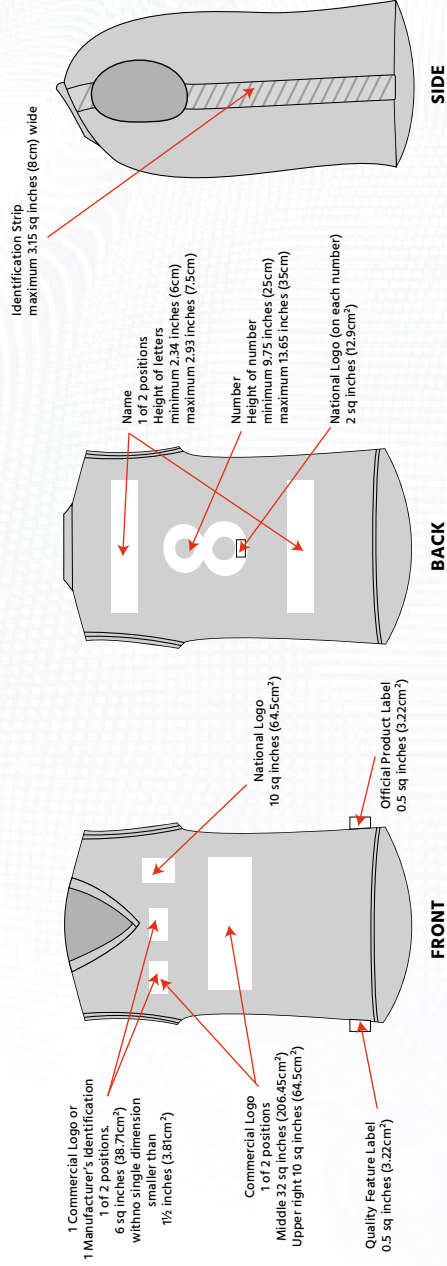 1 Commercial Logo or
1 Manufacturer's Identification
1 of 2 positions.
6 sq inches (38.71cm²)
withno single dimension
smaller than
1½ inches (3.81cm²)
Commercial Logo
1 of 2 positions
Middle 32 sq inches (206.45cm²)
Upper right 10 sq inches (64.5cm²)
Quality Feature Label
0.5 sq inches (3.22cm²)
National Logo
10 sq inches (64.5cm²)
Official Product Label
0.5 sq inches (3.22cm²)
FRONT
Name
1 of 2 positions
Height of letters
minimum 2.34 inches (6cm)
maximum 2.93 inches (7.5cm)
Number
Height of number
minimum 9.75 inches (25cm)
maximum 13.65 inches (35cm)
National Logo (on each number)
2 sq inches (12.9cm²)
8
BACK
Identification Strip
maximum 3.15 sq inches (8cm) wide
SIDE